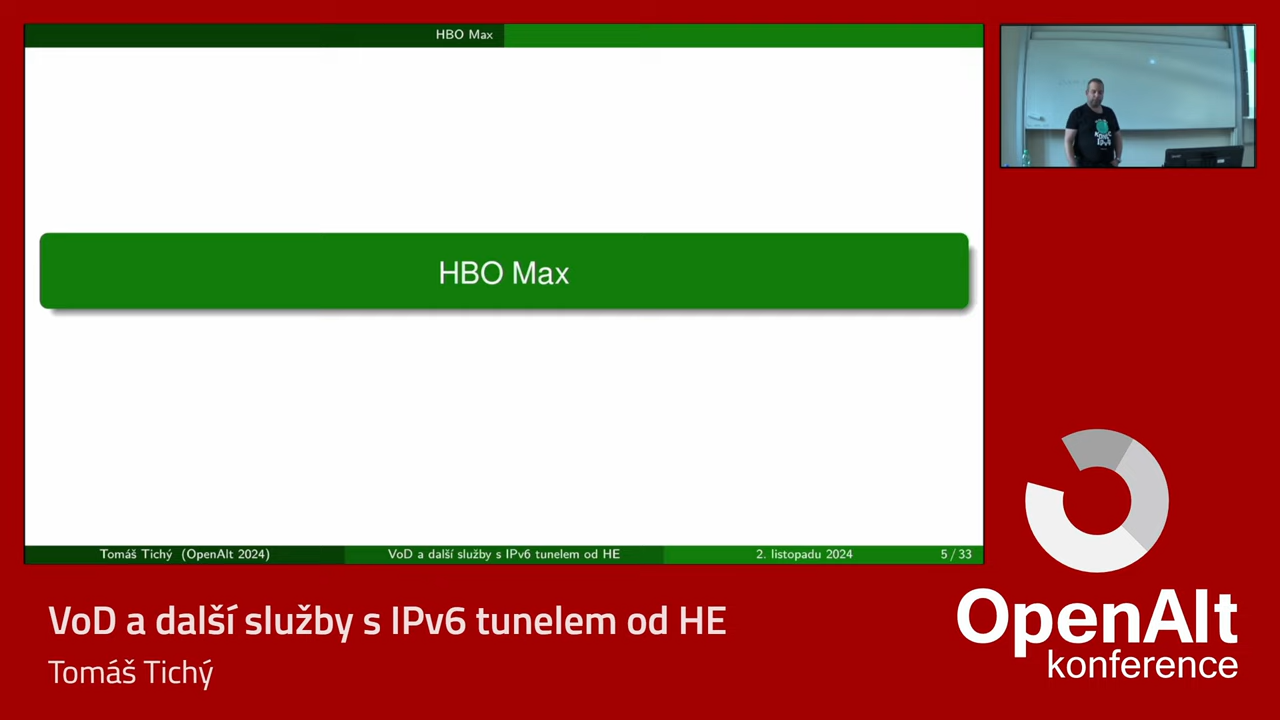 HBO Max
HBO Max
Tomáš Tichý (OpenAlt 2024)
VoD a další služby s IPv6 tunelem od HE
2. listopadu 2024
5 / 33
VoD a další služby s IPv6 tunelem od HE
Tomáš Tichý
OpenAlt
konference